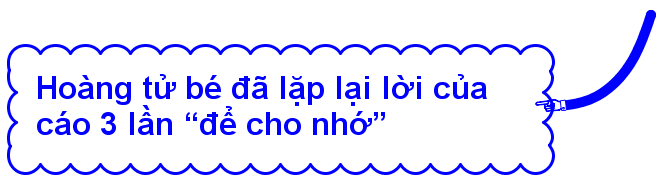 Hoàng tử bé đã lặp lại lời của
cáo 3 lần “để cho nhớ”